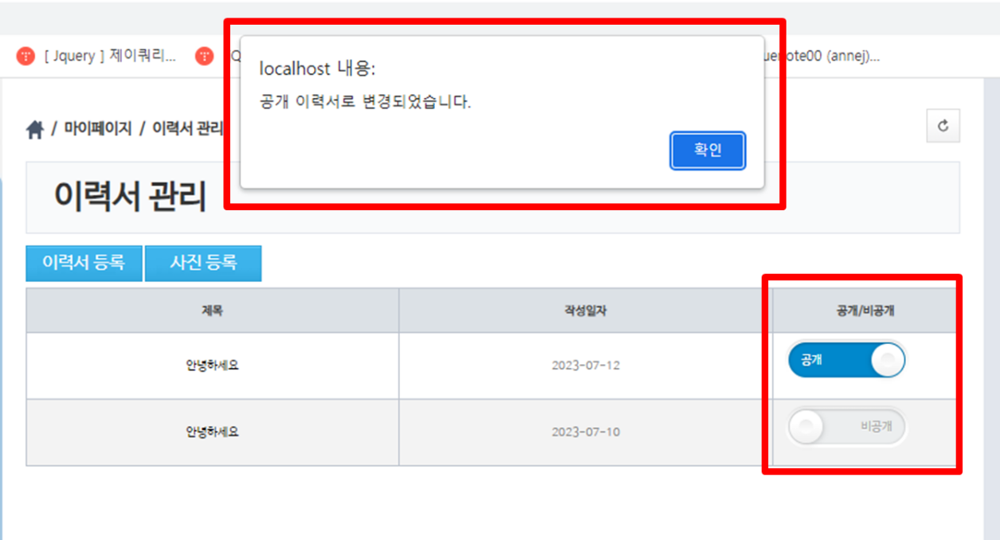 [ Jquery ] 제이쿼리...
localhost 내용:
공개 이력서로 변경되었습니다.
확인
(annej)...
/ 마이페이지 / 이력서 관리
이력서 관리
이력서 등록 사진 등록
제목 작성일자 공개/비공개
안녕하세요 2023-07-12 공개
안녕하세요 2023-07-10 비공개